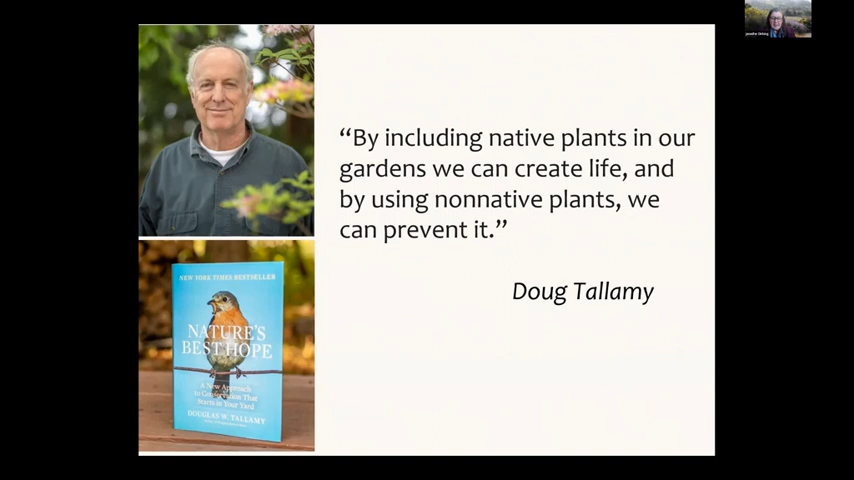 “By including native plants in our
gardens we can create life, and
by using nonnative plants, we
can prevent it.”
Doug Tallamy
NEW YORK TIMES BESTSELLER
NATURE'S
BEST HOPE
A New Approach
to Conservation That
Starts in Your Yard
DOUGLAS W. TALLAMY